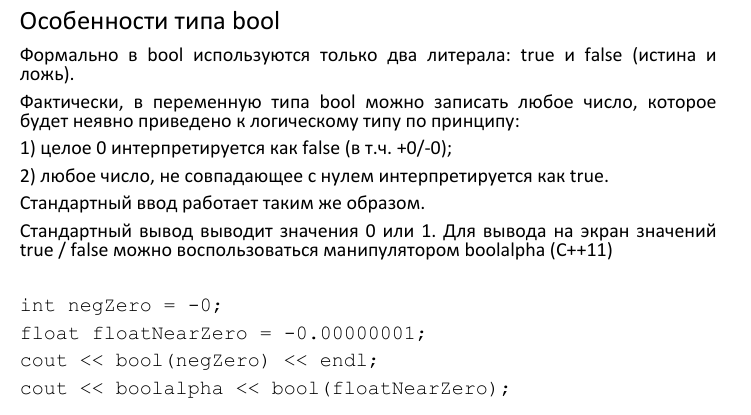 Особенности типа bool
Формально в bool используются только два литерала: true и false (истина и
ложь).
Фактически, в переменную типа bool можно записать любое число, которое
будет неявно приведено к логическому типу по принципу:
1) целое 0 интерпретируется как false (в т.ч. +0/-0);
2) любое число, не совпадающее с нулем интерпретируется как true.
Стандартный ввод работает таким же образом.
Стандартный вывод выводит значения 0 или 1. Для вывода на экран значений
true / false можно воспользоваться манипулятором boolalpha (C++11)
int negZero = -0;
float floatNearZero = -0.00000001;
cout << bool(negZero) << endl;
cout << boolalpha << bool(floatNearZero);